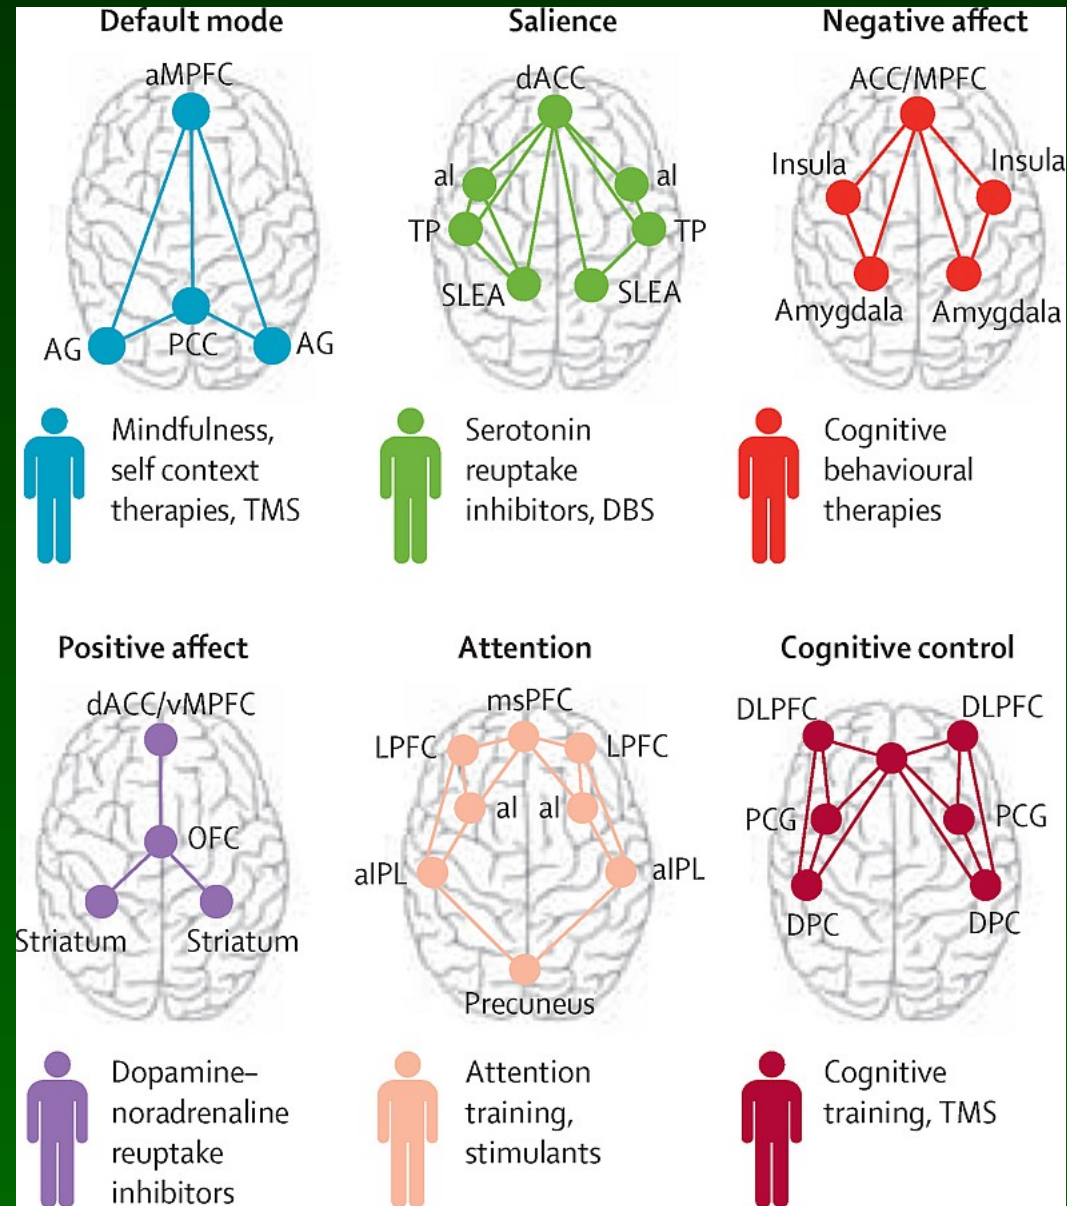 Default mode
aMPFC
AG
PCC
AG
Mindfulness,
self context
therapies, TMS
Salience
dACC
aI
aI
TP
TP
SLEA
SLEA
Serotonin
reuptake
inhibitors, DBS
Negative affect
ACC/MPFC
Insula
Insula
Amygdala
Amygdala
Cognitive
behavioural
therapies
Positive affect
dACC/vMPFC
OFC
Striatum
Striatum
Dopamine–
noradrenaline
reuptake
inhibitors
Attention
msPFC
LPFC
LPFC
aI
aI
aIPL
aIPL
Precuneus
Attention
training,
stimulants
Cognitive control
DLPFC
DLPFC
PCG
PCG
DPC
DPC
Cognitive
training, TMS